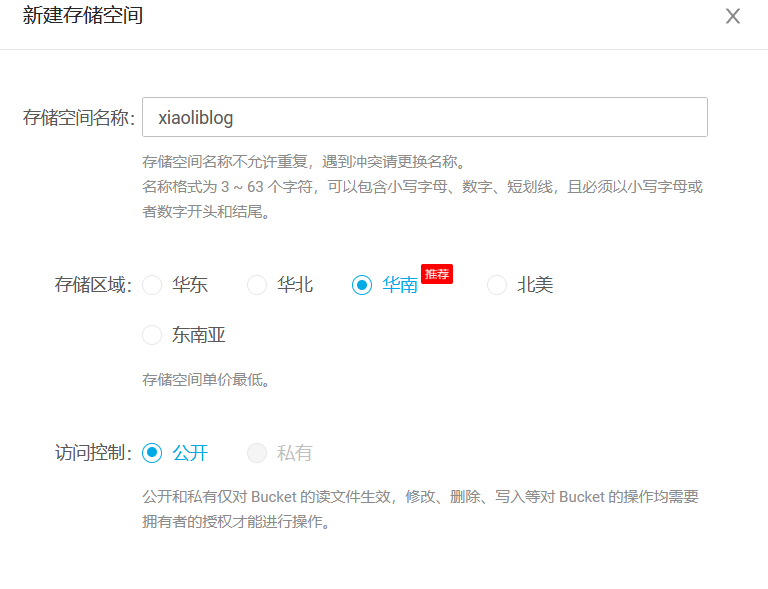 新建存储空间
存储空间名称: xiaoliblog
存储空间名称不允许重复，遇到冲突请更换名称。
名称格式为 3 ~ 63 个字符，可以包含小写字母、数字、短划线，且必须以小写字母或
者数字开头和结尾。
存储区域: 华东 华北 华南 推荐 北美
东南亚
存储空间单价最低。
访问控制: 公开 私有
公开和私有仅对 Bucket 的读文件生效，修改、删除、写入等对 Bucket 的操作均需要
拥有者的授权才能进行操作。